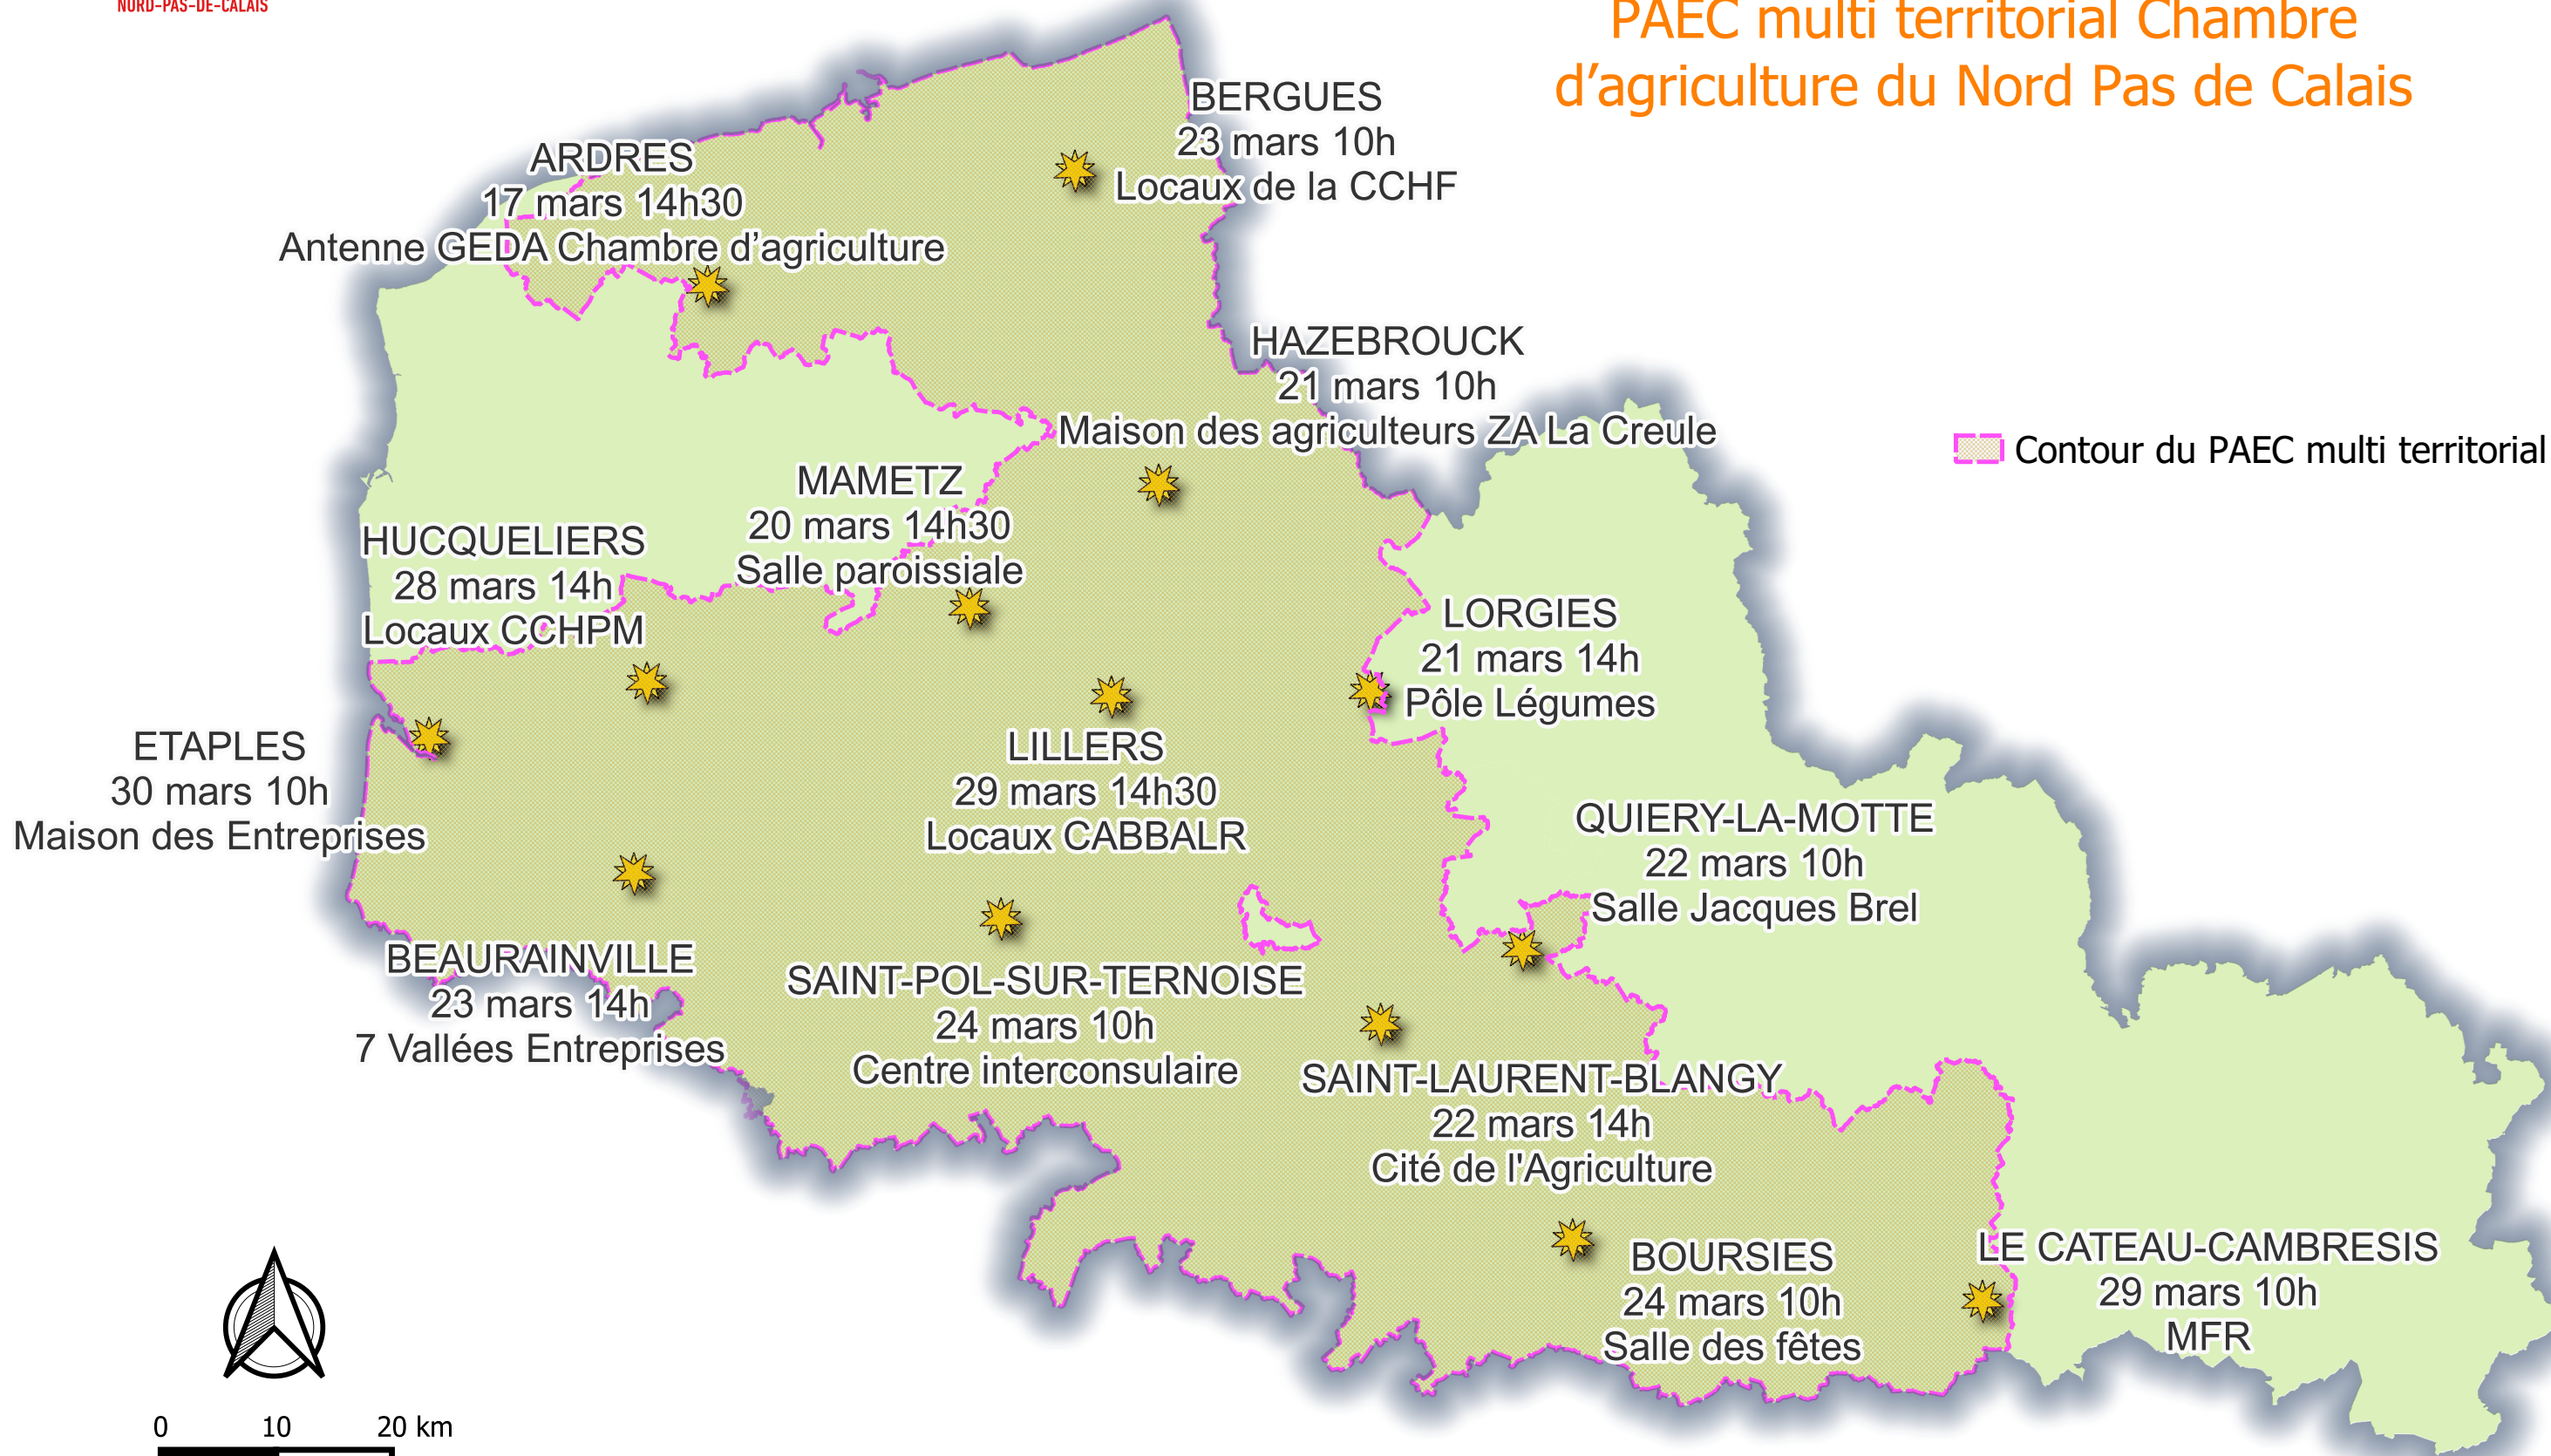 NORD-PAS-DE-CALAIS
PAEC multi territorial Chambre
d’agriculture du Nord Pas de Calais
BERGUES
23 mars 10h
Locaux de la CCHF
ARDRES
17 mars 14h30
Antenne GEDA Chambre d’agriculture
HAZEBROUCK
21 mars 10h
Maison des agriculteurs ZA La Creule
Contour du PAEC multi territorial
MAMETZ
20 mars 14h30
Salle paroissiale
HUCQUELIERS
28 mars 14h
Locaux CCHPM
LORGIES
21 mars 14h
Pôle Légumes
ETAPLES
30 mars 10h
Maison des Entreprises
LILLERS
29 mars 14h30
Locaux CABBALR
QUIERY-LA-MOTTE
22 mars 10h
Salle Jacques Brel
BEAURAINVILLE
23 mars 14h
7 Vallées Entreprises
SAINT-POL-SUR-TERNOISE
24 mars 10h
Centre interconsulaire
SAINT-LAURENT-BLANGY
22 mars 14h
Cité de l'Agriculture
BOURSIES
24 mars 10h
Salle des fêtes
LE CATEAU-CAMBRESIS
29 mars 10h
MFR
0 10 20 km